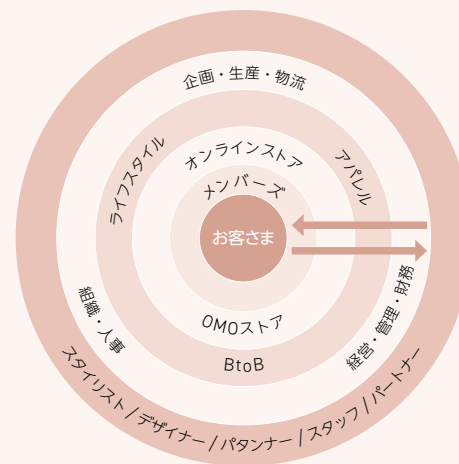 企画・生産・物流
ライフスタイル
アパレル
オンラインストア
メンバーズ
お客さま
OMOストア
BtoB
組織・人事
経営・管理・財務
スタイリスト / デザイナー / パタンナー / スタッフ / パートナー